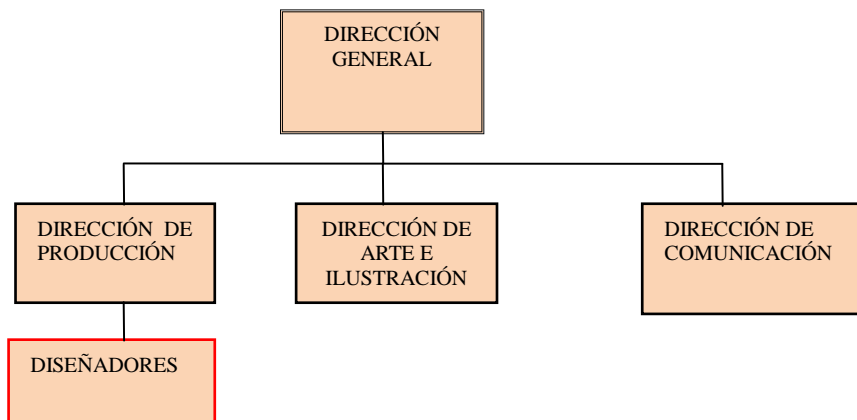 DIRECCIÓN
GENERAL
DIRECCIÓN DE
PRODUCCIÓN
DIRECCIÓN DE
ARTE E
ILUSTRACIÓN
DIRECCIÓN DE
COMUNICACIÓN
DISEÑADORES